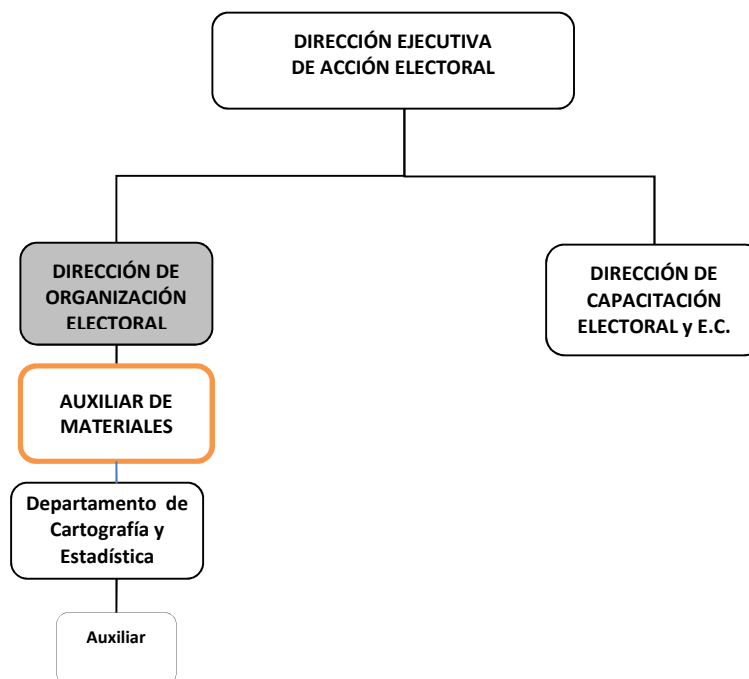 DIRECCIÓN EJECUTIVA
DE ACCIÓN ELECTORAL
DIRECCIÓN DE
ORGANIZACIÓN
ELECTORAL
DIRECCIÓN DE
CAPACITACIÓN
ELECTORAL y E.C.
AUXILIAR DE
MATERIALES
Departamento de
Cartografía y
Estadística
Auxiliar